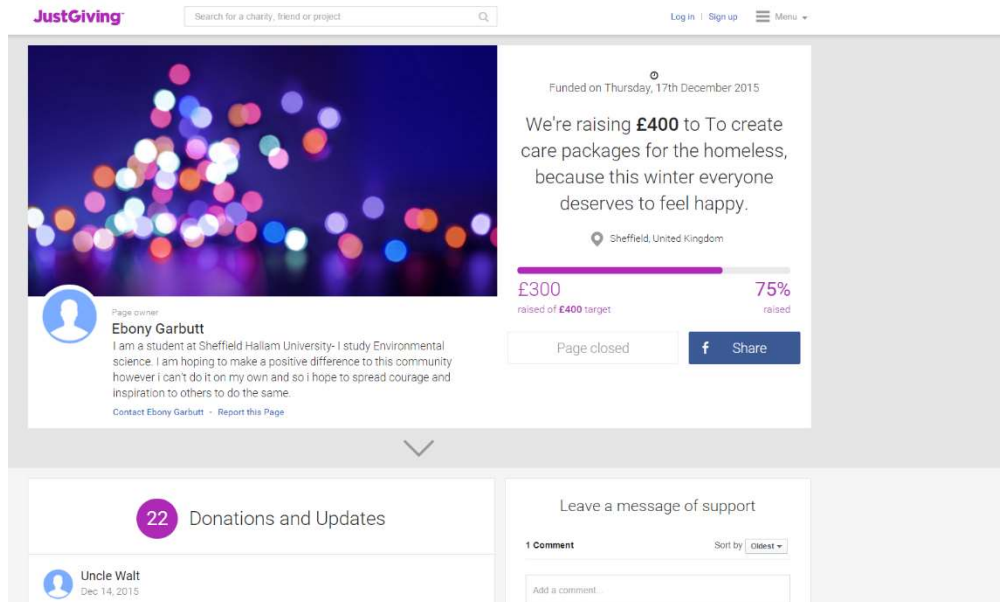 JustGiving™
Search for a charity, friend or project
Log in | Sign up
Menu
Funded on Thursday, 17th December 2015
We're raising £400 to To create
care packages for the homeless,
because this winter everyone
deserves to feel happy.
Sheffield, United Kingdom
£300
75%
raised of £400 target
raised
Page closed
f Share
Page owner
Ebony Garbutt
I am a student at Sheffield Hallam University- I study Environmental
science. I am hoping to make a positive difference to this community
however i can't do it on my own and so i hope to spread courage and
inspiration to others to do the same.
Contact Ebony Garbutt - Report this Page
22 Donations and Updates
Uncle Walt
Dec 14, 2015
Leave a message of support
1 Comment
Sort by Oldest
Add a comment...